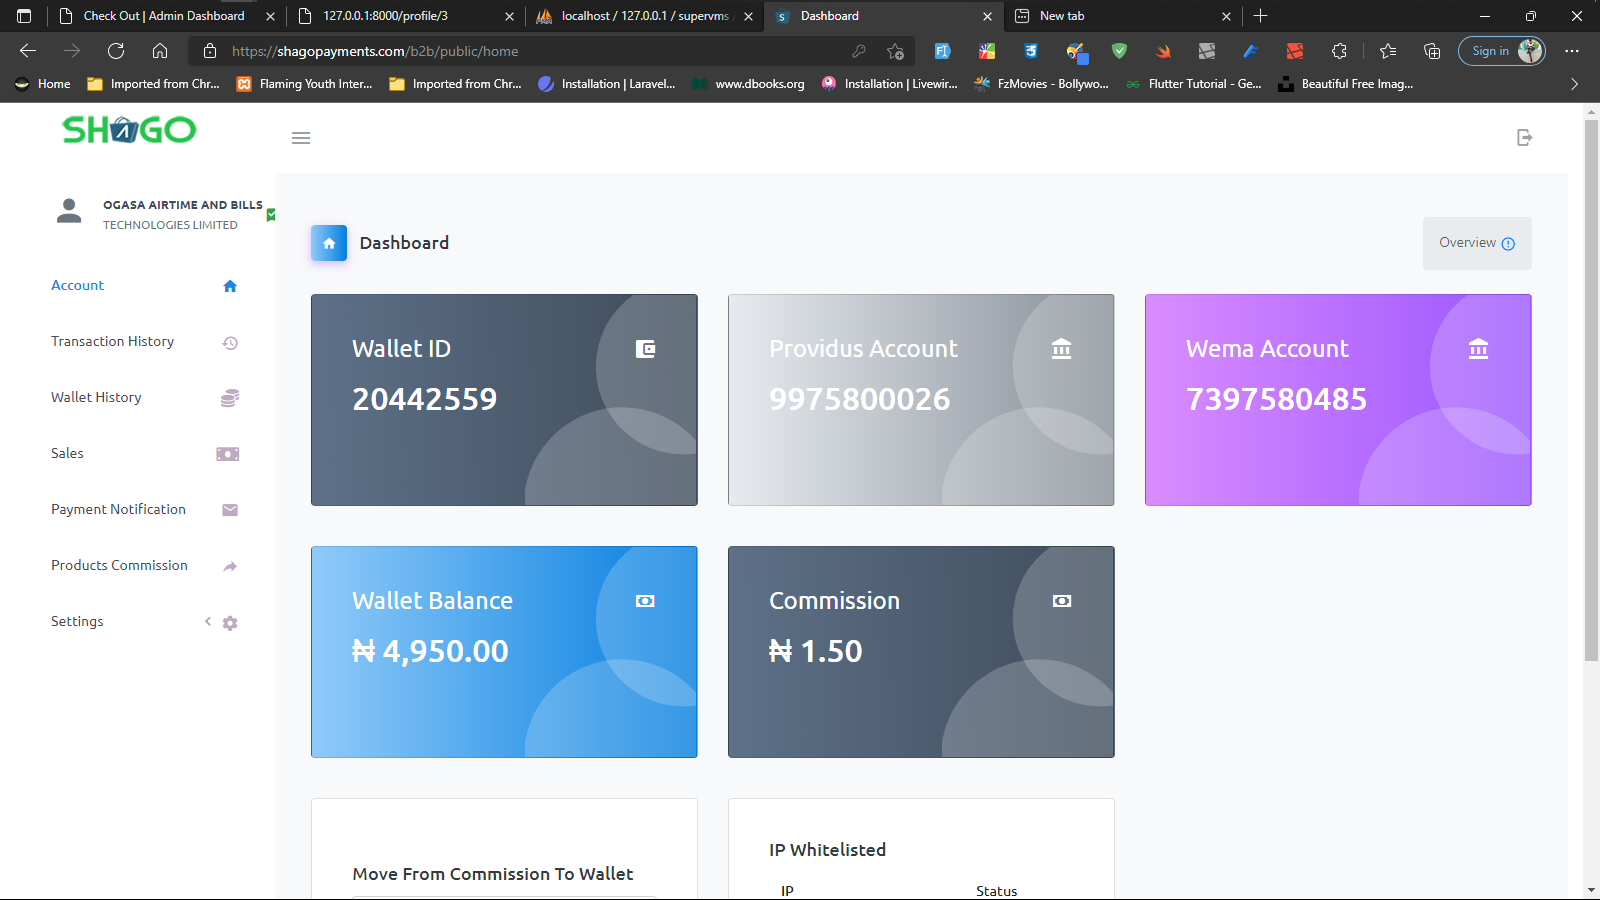 Check Out | Admin Dashboard
127.0.0.1:8000/profile/3
localhost / 127.0.0.1 / supervms
Dashboard
New tab
https://shagopayments.com/b2b/public/home
Sign in
Home
Imported from Chr...
Flaming Youth Inter...
Imported from Chr...
Installation | Laravel...
www.dbooks.org
Installation | Livewir...
FzMovies - Bollywo...
Flutter Tutorial - Ge...
Beautiful Free Imag...
SHAGO
OGASA AIRTIME AND BILLS
TECHNOLOGIES LIMITED
Account
Transaction History
Wallet History
Sales
Payment Notification
Products Commission
Settings
Dashboard
Overview
Wallet ID
20442559
Providus Account
9975800026
Wema Account
7397580485
Wallet Balance
₦ 4,950.00
Commission
₦ 1.50
Move From Commission To Wallet
IP Whitelisted
IP Status